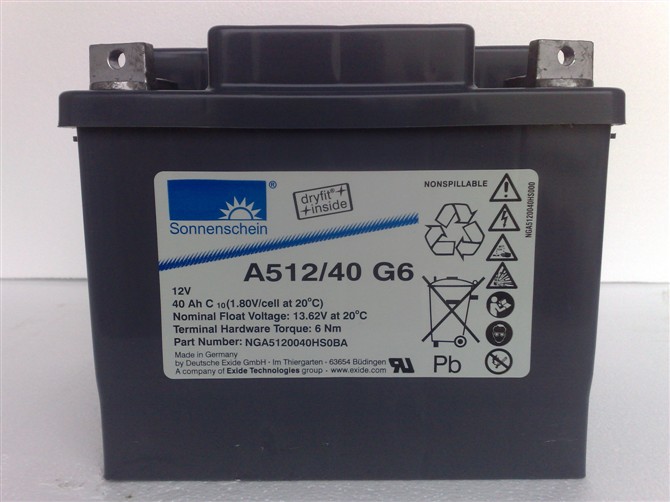 Sonnenschein
®
dryfit®
inside
NONSPILLABLE
NGA5120040HS000
A512/40 G6
12V
40 Ah C 10 (1.80V/cell at 20°C)
Nominal Float Voltage: 13.62V at 20°C
Terminal Hardware Torque: 6 Nm
Part Number: NGA5120040HS0BA
Made in Germany
by Deutsche Exide GmbH - Im Thiergarten - 63654 Büdingen
A company of Exide Technologies group - www.exide.com
Pb